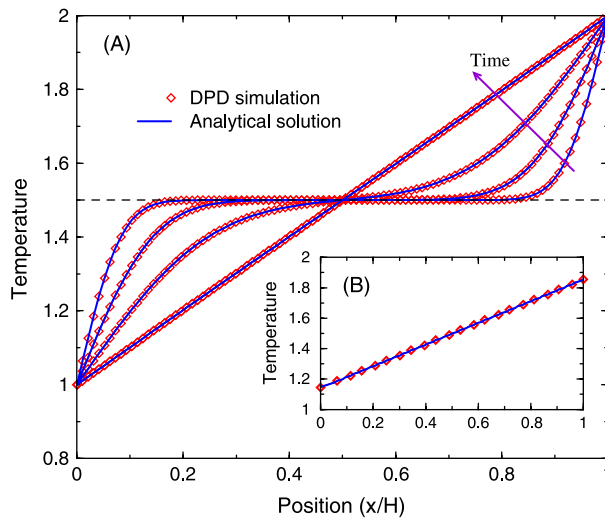 (A)
Time
DPD simulation
Analytical solution
2
1.8
1.6
1.4
1.2
1
0.8
Temperature
0 0.2 0.4 0.6 0.8
Position (x/H)
(B)
2
1.8
1.6
1.4
1.2
1
Temperature
0 0.2 0.4 0.6 0.8 1